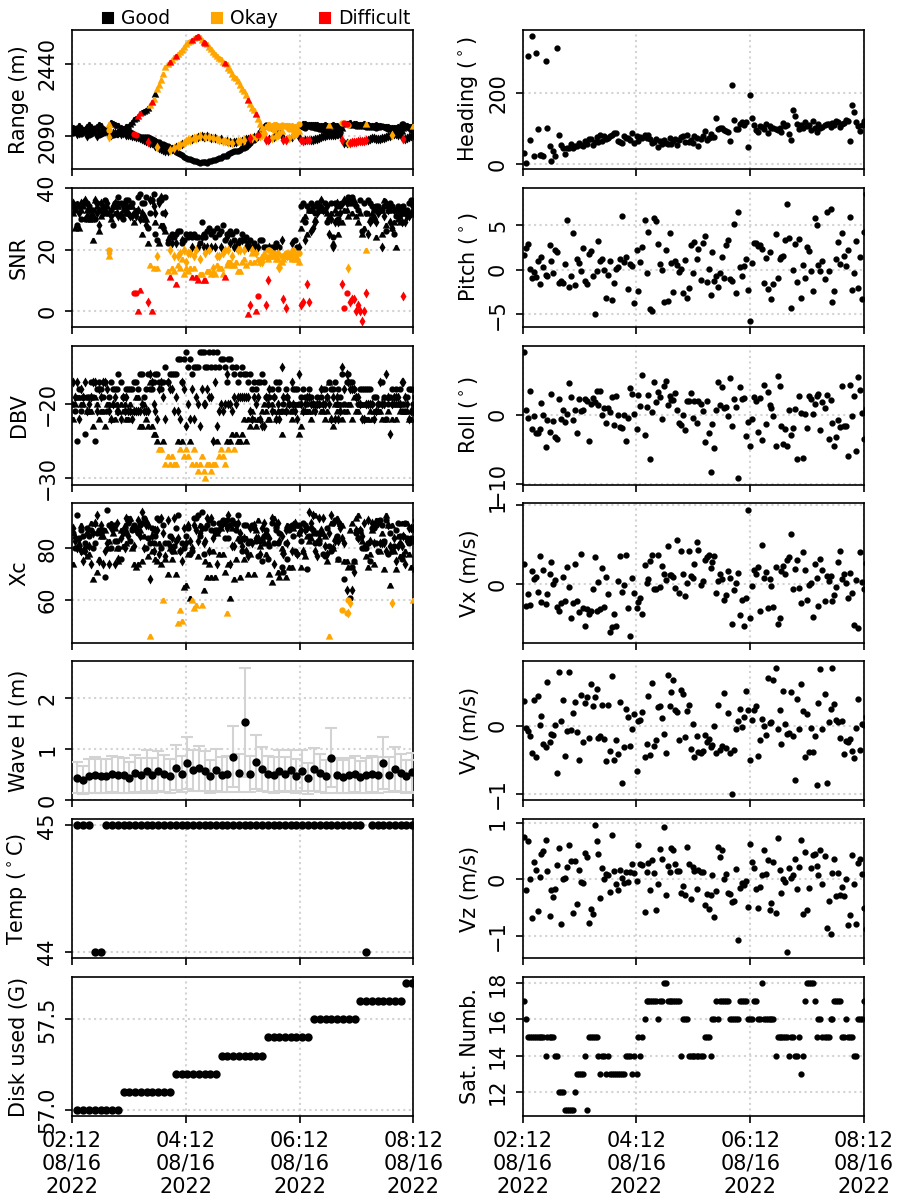 Good Okay Difficult
Range (m)
2440
2090
Heading (°)
200
0
SNR
40
20
0
Pitch (°)
5
0
−5
DBV
−20
−30
Roll (°)
0
−10
Xc
80
60
Vx (m/s)
1
0
Wave H (m)
2
1
0
Vy (m/s)
0
−1
Temp (°C)
45
44
Vz (m/s)
1
0
−1
Disk used (G)
57.5
57.0
Sat. Numb.
18
16
14
12
02:12 04:12 06:12 08:12 02:12 04:12 06:12 08:12
08/16 08/16 08/16 08/16 08/16 08/16 08/16 08/16
2022 2022 2022 2022 2022 2022 2022 2022